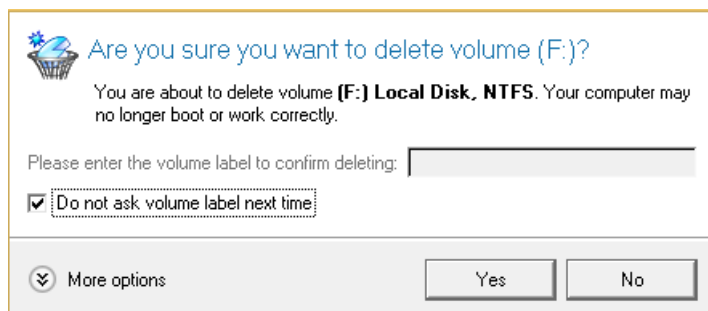 Are you sure you want to delete volume (F:)?
You are about to delete volume (F:) Local Disk, NTFS. Your computer may
no longer boot or work correctly.
Please enter the volume label to confirm deleting:
Do not ask volume label next time
More options
Yes
No